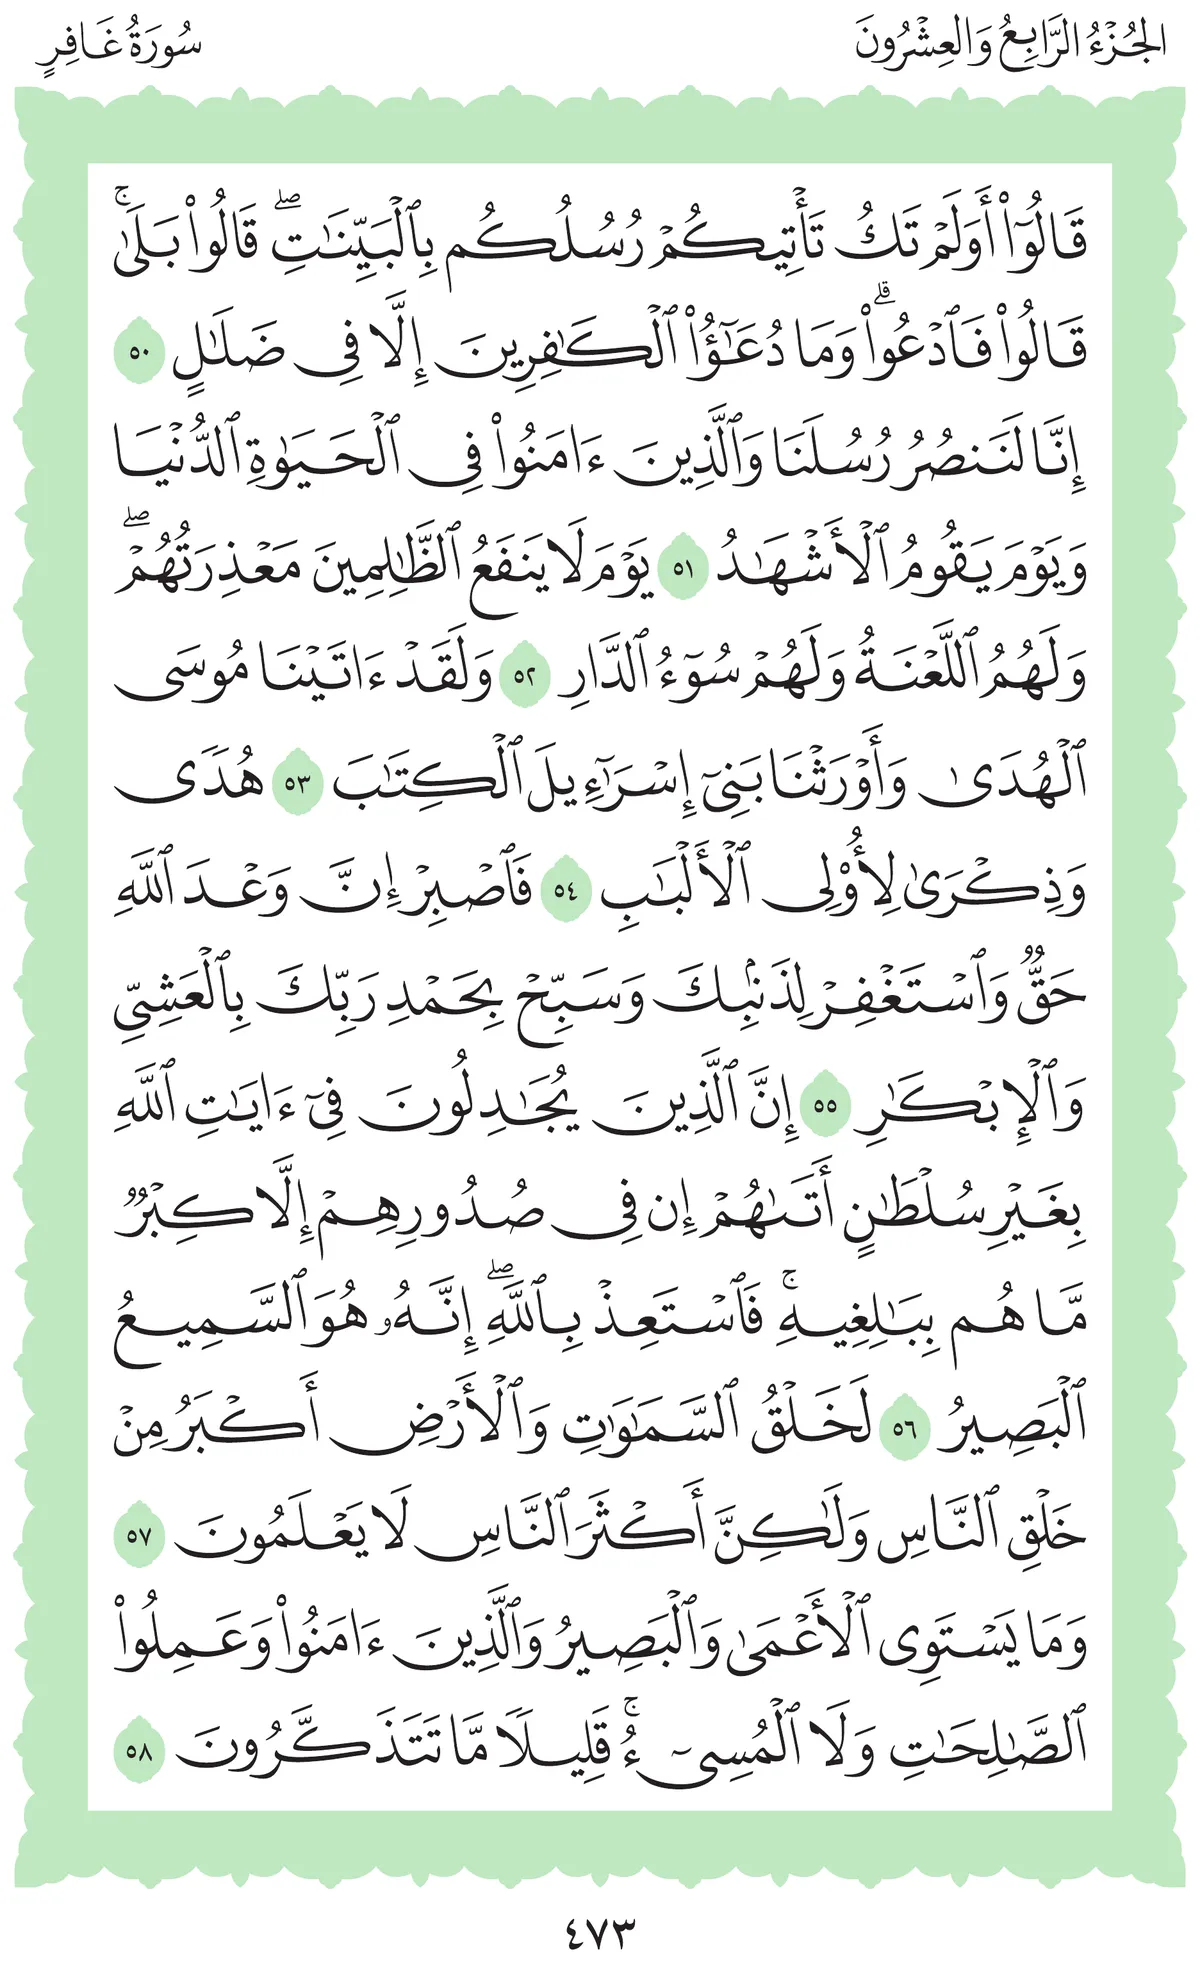 الجُزْءُ الرَّابِعُ وَالعِشْرُونَ
سُورَةُ غَافِرٍ
قَالُوٓاْ أَوَلَمْ تَكُ تَأْتِيكُمْ رُسُلُكُم بِٱلْبَيِّنَٰتِۖ قَالُواْ بَلَىٰۚ
قَالُواْ فَٱدْعُواْۗ وَمَا دُعَٰٓؤُاْ ٱلْكَٰفِرِينَ إِلَّا فِى ضَلَٰلٍ ٥٠
إِنَّا لَنَنصُرُ رُسُلَنَا وَٱلَّذِينَ ءَامَنُواْ فِى ٱلْحَيَوٰةِ ٱلدُّنْيَا
وَيَوْمَ يَقُومُ ٱلْأَشْهَٰدُ ٥١ يَوْمَ لَا يَنفَعُ ٱلظَّٰلِمِينَ مَعْذِرَتُهُمْۖ
وَلَهُمُ ٱللَّعْنَةُ وَلَهُمْ سُوٓءُ ٱلدَّارِ ٥٢ وَلَقَدْ ءَاتَيْنَا مُوسَى
ٱلْهُدَىٰ وَأَوْرَثْنَا بَنِىٓ إِسْرَٰٓءِيلَ ٱلْكِتَٰبَ ٥٣ هُدًى
وَذِكْرَىٰ لِأُوْلِى ٱلْأَلْبَٰبِ ٥٤ فَٱصْبِرْ إِنَّ وَعْدَ ٱللَّهِ
حَقٌّ وَٱسْتَغْفِرْ لِذَنۢبِكَ وَسَبِّحْ بِحَمْدِ رَبِّكَ بِٱلْعَشِىِّ
وَٱلْإِبْكَٰرِ ٥٥ إِنَّ ٱلَّذِينَ يُجَٰدِلُونَ فِىٓ ءَايَٰتِ ٱللَّهِ
بِغَيْرِ سُلْطَٰنٍ أَتَىٰهُمْ إِن فِى صُدُورِهِمْ إِلَّا كِبْرٌ
مَّا هُم بِبَٰلِغِيهِۚ فَٱسْتَعِذْ بِٱللَّهِۖ إِنَّهُۥ هُوَ ٱلسَّمِيعُ
ٱلْبَصِيرُ ٥٦ لَخَلْقُ ٱلسَّمَٰوَٰتِ وَٱلْأَرْضِ أَكْبَرُ مِنْ
خَلْقِ ٱلنَّاسِ وَلَٰكِنَّ أَكْثَرَ ٱلنَّاسِ لَا يَعْلَمُونَ ٥٧
وَمَا يَسْتَوِى ٱلْأَعْمَىٰ وَٱلْبَصِيرُ وَٱلَّذِينَ ءَامَنُواْ وَعَمِلُواْ
ٱلصَّٰلِحَٰتِ وَلَا ٱلْمُسِىٓءُۚ قَلِيلًا مَّا تَتَذَكَّرُونَ ٥٨
٤٧٣